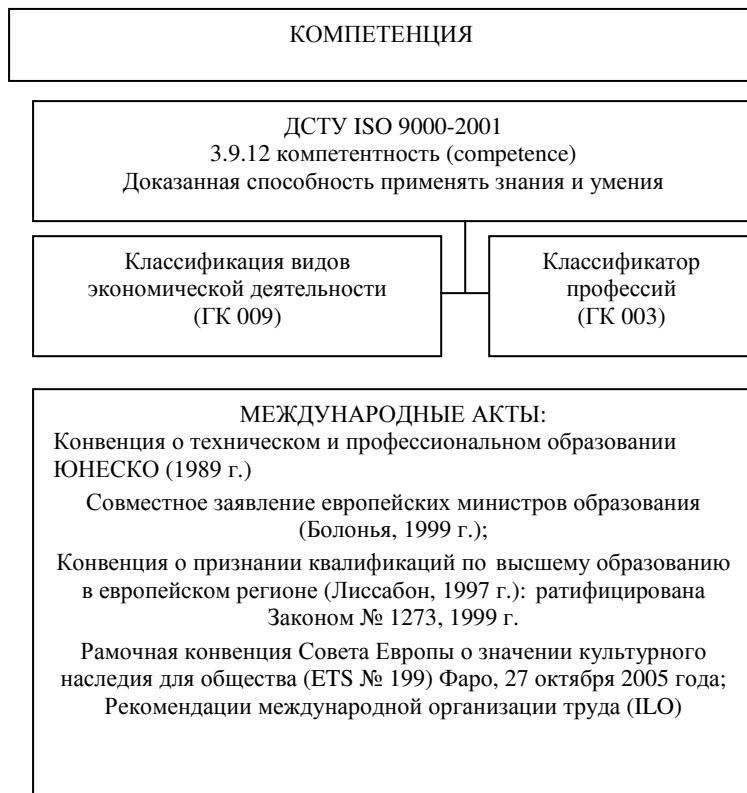 КОМПЕТЕНЦИЯ
ДСТУ ISO 9000-2001
3.9.12 компетентность (competence)
Доказанная способность применять знания и умения
Классификация видов
экономической деятельности
(ГК 009)
Классификатор
профессий
(ГК 003)
МЕЖДУНАРОДНЫЕ АКТЫ:
Конвенция о техническом и профессиональном образовании
ЮНЕСКО (1989 г.)
Совместное заявление европейских министров образования
(Болонья, 1999 г.);
Конвенция о признании квалификаций по высшему образованию
в европейском регионе (Лиссабон, 1997 г.): ратифицирована
Законом № 1273, 1999 г.
Рамочная конвенция Совета Европы о значении культурного
наследия для общества (ETS № 199) Фаро, 27 октября 2005 года;
Рекомендации международной организации труда (ILO)